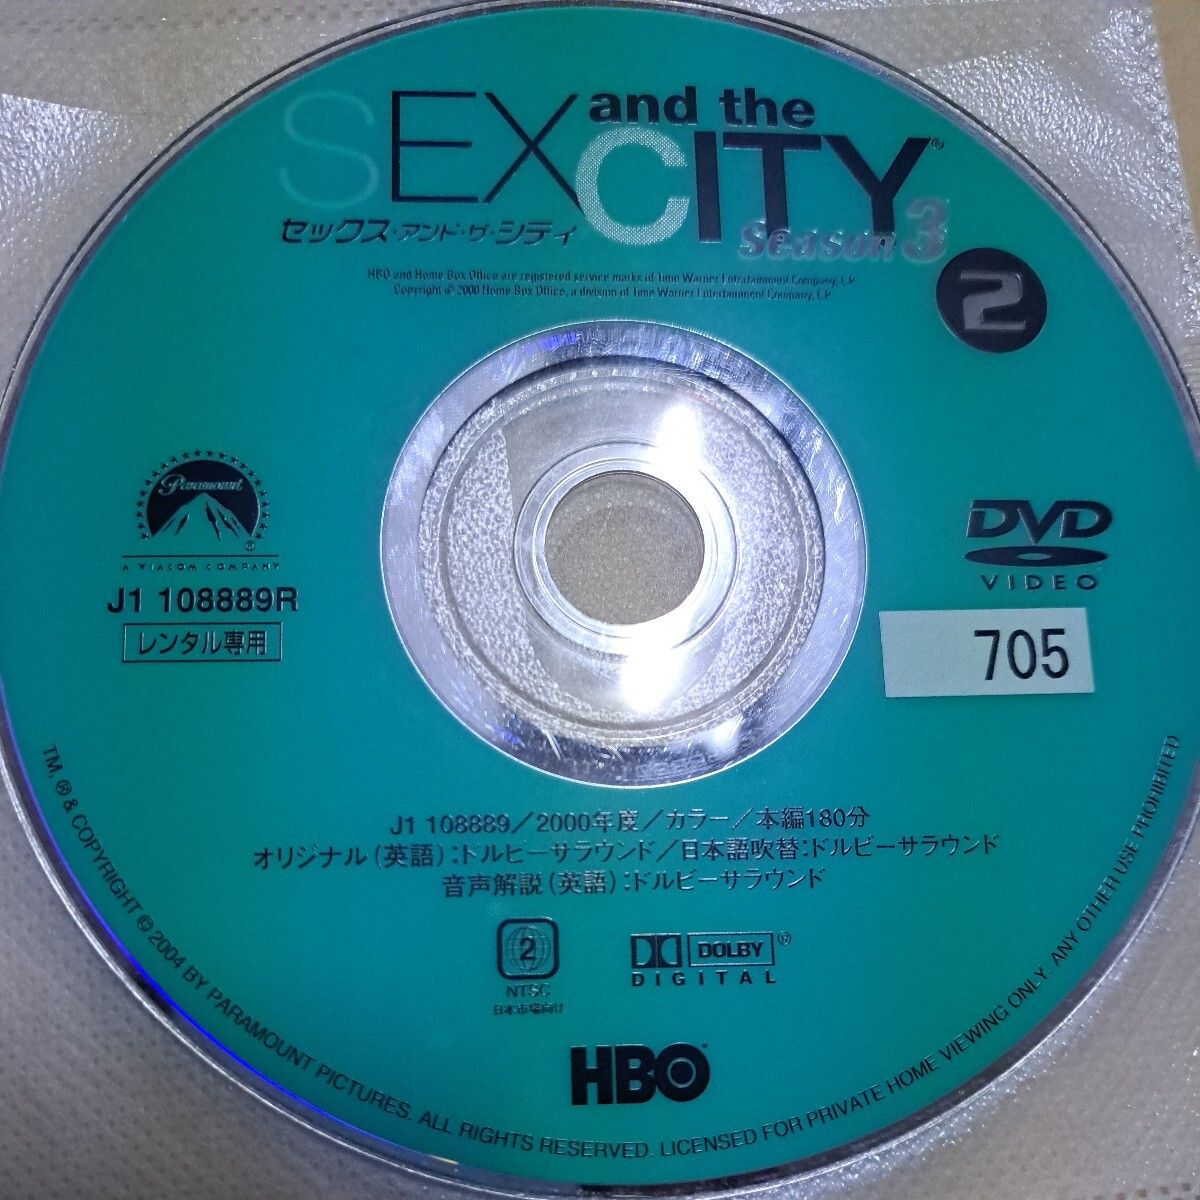 SEX and the CITY®
セックス・アンド・ザ・シティ
Season 3
2
HBO and Home Box Office are registered service marks of Time Warner Entertainment Company, L.P.
Copyright © 2000 Home Box Office, a division of Time Warner Entertainment Company, L.P.
Paramount
®
A VIACOM COMPANY
J1 108889R
レンタル専用
DVD
VIDEO
705
J1 108889／2000年度／カラー／本編180分
オリジナル(英語):ドルビーサラウンド／日本語吹替:ドルビーサラウンド
音声解説(英語):ドルビーサラウンド
2
NTSC
日本市場向け
DOLBY®
DIGITAL
HBO®
TM, ® & COPYRIGHT © 2004 BY PARAMOUNT PICTURES. ALL RIGHTS RESERVED. LICENSED FOR PRIVATE HOME VIEWING ONLY. ANY OTHER USE PROHIBITED